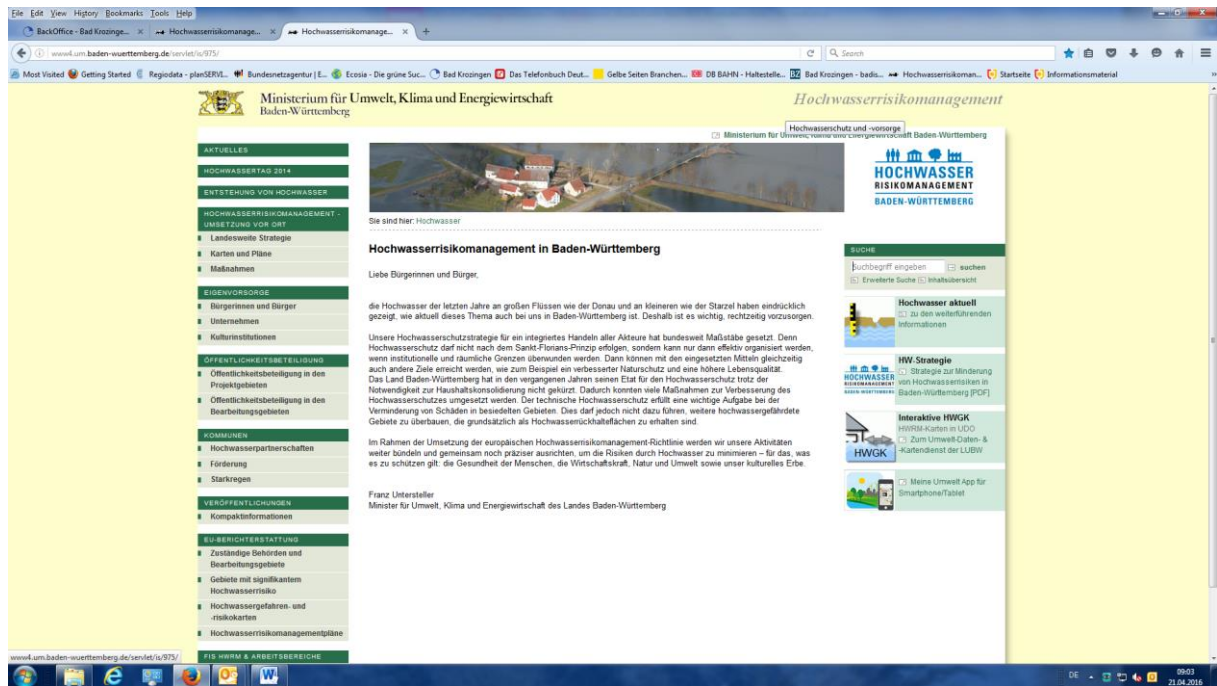 File Edit View History Bookmarks Tools Help
BackOffice - Bad Krozinge... × Hochwasserrisikomanage... × Hochwasserrisikomanage... × +
www4.um.baden-wuerttemberg.de/servlet/is/975/ Search
Most Visited Getting Started Regiodata - planSERVI... Bundesnetzagentur | E... Ecosia - Die grüne Suc... Bad Krozingen Das Telefonbuch Deut... Gelbe Seiten Branchen... DB BAHN - Haltestelle... Bad Krozingen - badis... Hochwasserrisikoman... Startseite Informationsmaterial
Ministerium für Umwelt, Klima und Energiewirtschaft
Baden-Württemberg
Hochwasserrisikomanagement
Hochwasserschutz und -vorsorge
Ministerium für Umwelt, Klima und Energiewirtschaft Baden-Württemberg
AKTUELLES
HOCHWASSERTAG 2014
ENTSTEHUNG VON HOCHWASSER
HOCHWASSERRISIKOMANAGEMENT -
UMSETZUNG VOR ORT
Landesweite Strategie
Karten und Pläne
Maßnahmen
EIGENVORSORGE
Bürgerinnen und Bürger
Unternehmen
Kulturinstitutionen
ÖFFENTLICHKEITSBETEILIGUNG
Öffentlichkeitsbeteiligung in den
Projektgebieten
Öffentlichkeitsbeteiligung in den
Bearbeitungsgebieten
KOMMUNEN
Hochwasserpartnerschaften
Förderung
Starkregen
VERÖFFENTLICHUNGEN
Kompaktinformationen
EU-BERICHTERSTATTUNG
Zuständige Behörden und
Bearbeitungsgebiete
Gebiete mit signifikantem
Hochwasserrisiko
Hochwassergefahren- und
-risikokarten
Hochwasserrisikomanagementpläne
FIS HWRM & ARBEITSBEREICHE
Sie sind hier: Hochwasser
Hochwasserrisikomanagement in Baden-Württemberg
Liebe Bürgerinnen und Bürger,
die Hochwasser der letzten Jahre an großen Flüssen wie der Donau und an kleineren wie der Starzel haben eindrücklich
gezeigt, wie aktuell dieses Thema auch bei uns in Baden-Württemberg ist. Deshalb ist es wichtig, rechtzeitig vorzusorgen.
Unsere Hochwasserschutzstrategie für ein integriertes Handeln aller Akteure hat bundesweit Maßstäbe gesetzt. Denn
Hochwasserschutz darf nicht nach dem Sankt-Florians-Prinzip erfolgen, sondern kann nur dann effektiv organisiert werden,
wenn institutionelle und räumliche Grenzen überwunden werden. Dann können mit den eingesetzten Mitteln gleichzeitig
auch andere Ziele erreicht werden, wie zum Beispiel ein verbesserter Naturschutz und eine höhere Lebensqualität.
Das Land Baden-Württemberg hat in den vergangenen Jahren seinen Etat für den Hochwasserschutz trotz der
Notwendigkeit zur Haushaltskonsolidierung nicht gekürzt. Dadurch konnten viele Maßnahmen zur Verbesserung des
Hochwasserschutzes umgesetzt werden. Der technische Hochwasserschutz erfüllt eine wichtige Aufgabe bei der
Verminderung von Schäden in besiedelten Gebieten. Dies darf jedoch nicht dazu führen, weitere hochwassergefährdete
Gebiete zu überbauen, die grundsätzlich als Hochwasserrückhalteflächen zu erhalten sind.
Im Rahmen der Umsetzung der europäischen Hochwasserrisikomanagement-Richtlinie werden wir unsere Aktivitäten
weiter bündeln und gemeinsam noch präziser ausrichten, um die Risiken durch Hochwasser zu minimieren – für das, was
es zu schützen gilt: die Gesundheit der Menschen, die Wirtschaftskraft, Natur und Umwelt sowie unser kulturelles Erbe.
Franz Untersteller
Minister für Umwelt, Klima und Energiewirtschaft des Landes Baden-Württemberg
HOCHWASSER
RISIKOMANAGEMENT
BADEN-WÜRTTEMBERG
SUCHE
Suchbegriff eingeben suchen
Erweiterte Suche Inhaltsübersicht
Hochwasser aktuell
zu den weiterführenden
Informationen
HOCHWASSER
RISIKOMANAGEMENT
BADEN-WÜRTTEMBERG
HW-Strategie
Strategie zur Minderung
von Hochwasserrisiken in
Baden-Württemberg [PDF]
HWGK
Interaktive HWGK
HWRM-Karten in UDO
Zum Umwelt-Daten- &
-Kartendienst der LUBW
Meine Umwelt App für
Smartphone/Tablet
www4.um.baden-wuerttemberg.de/servlet/is/975/
DE 09:03
21.04.2016